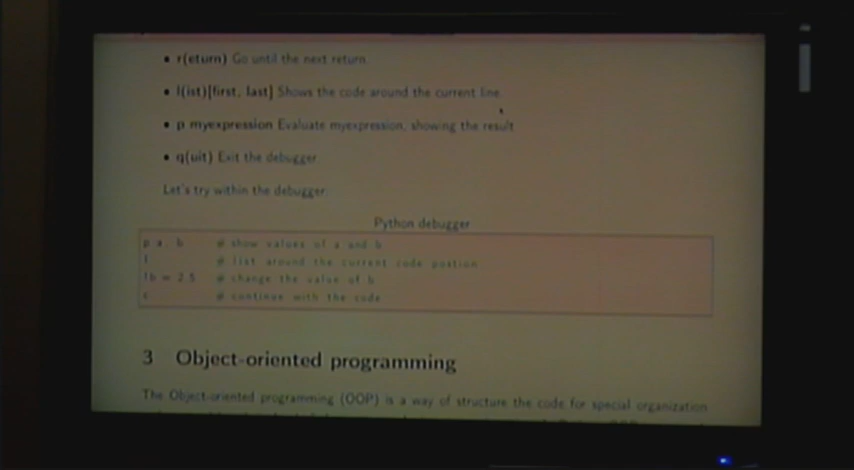 • r(eturn) Go until the next return.
• l(ist)[first, last] Shows the code around the current line
• p myexpression Evaluate myexpression, showing the result
• q(uit) Exit the debugger
Let's try within the debugger:
Python debugger
p a, b # show values of a and b
l # list around the current code postion
!b = 2.5 # change the value of b
c # continue with the code
3 Object-oriented programming
The Object-oriented programming (OOP) is a way of structure the code for special organization